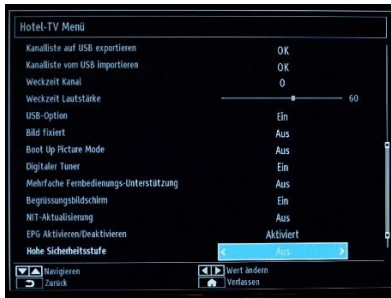 Hotel-TV Menü
Kanalliste auf USB exportieren OK
Kanalliste vom USB importieren OK
Weckzeit Kanal 0
Weckzeit Lautstärke 60
USB-Option Ein
Bild fixiert Aus
Boot Up Picture Mode Aus
Digitaler Tuner Ein
Mehrfache Fernbedienungs-Unterstützung Aus
Begrüssungsbildschirm Ein
NIT-Aktualisierung Aus
EPG Aktivieren/Deaktivieren Aktiviert
Hohe Sicherheitsstufe Aus
Navigieren Wert ändern
Zurück Verlassen